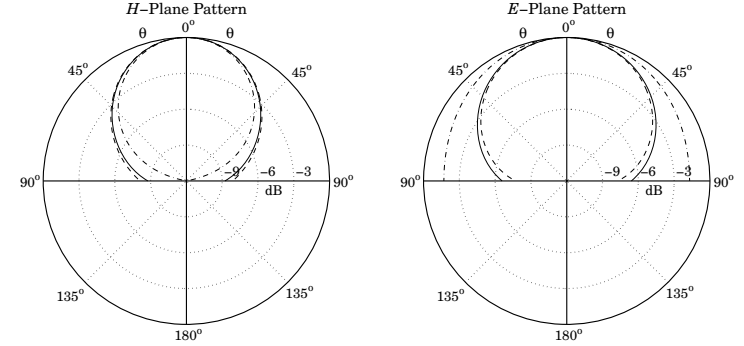 H–Plane Pattern
θ 0° θ
45° 45°
90° –9 –6 –3 90°
dB
135° 135°
180°
E–Plane Pattern
θ 0° θ
45° 45°
90° –9 –6 –3 90°
dB
135° 135°
180°